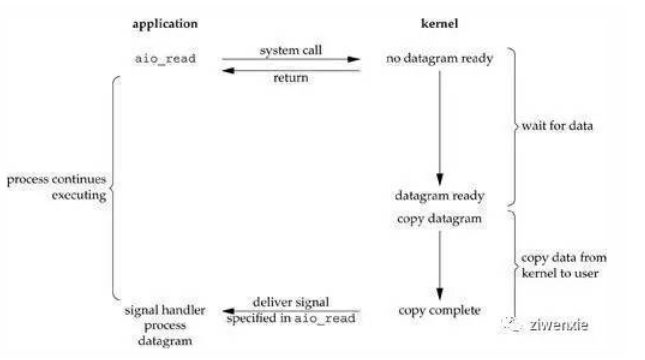 application
kernel
aio_read
system call
no datagram ready
return
wait for data
process continues
executing
datagram ready
copy datagram
copy data from
kernel to user
deliver signal
specified in aio_read
copy complete
signal handler
process
datagram
ziwenxie